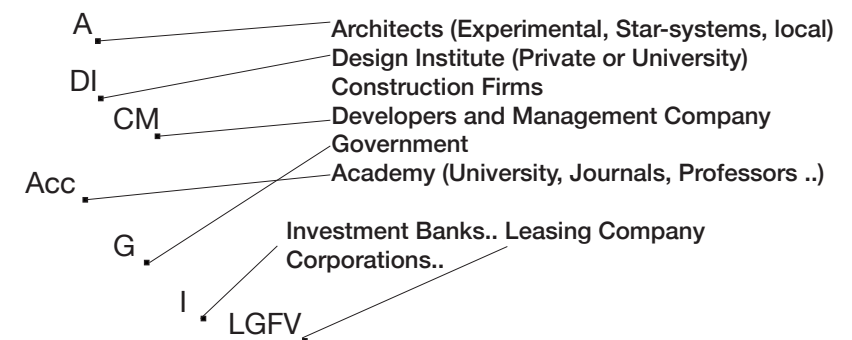 A
Architects (Experimental, Star-systems, local)
DI
Design Institute (Private or University)
Construction Firms
CM
Developers and Management Company
Government
Acc
Academy (University, Journals, Professors ..)
G
Investment Banks.. Leasing Company
Corporations..
I
LGFV